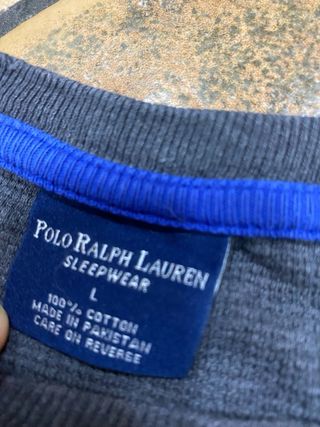 POLO RALPH LAUREN
SLEEPWEAR
L
100% COTTON
MADE IN PAKISTAN
CARE ON REVERSE